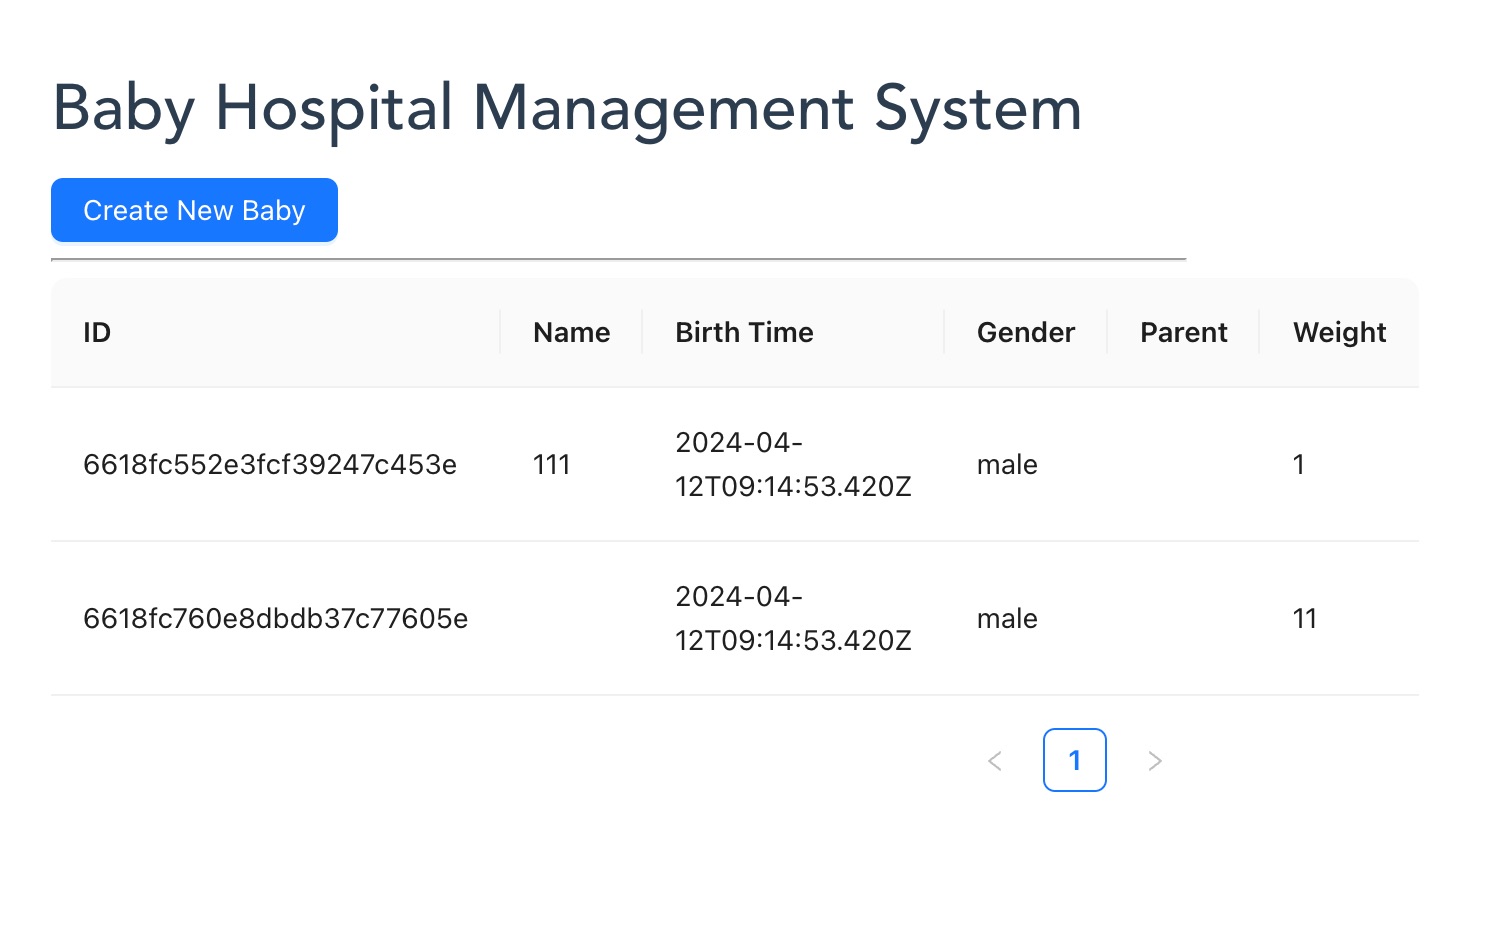 Baby Hospital Management System
Create New Baby
ID Name Birth Time Gender Parent Weight
6618fc552e3fcf39247c453e 111 2024-04-
12T09:14:53.420Z male 1
6618fc760e8dbdb37c77605e 2024-04-
12T09:14:53.420Z male 11
< 1 >